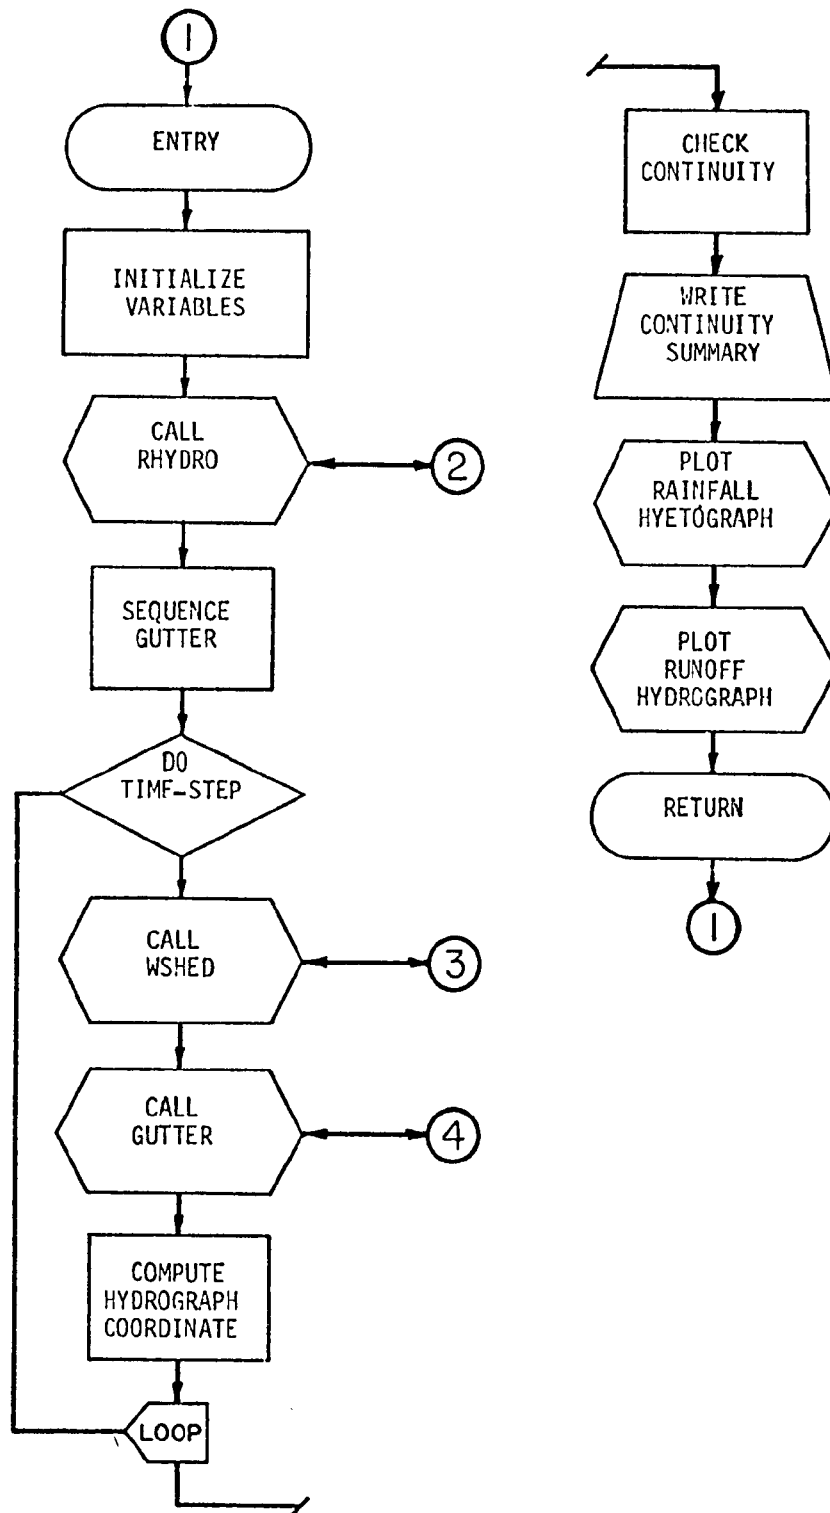 1
ENTRY
INITIALIZE
VARIABLES
CALL
RHYDRO
2
SEQUENCE
GUTTER
DO
TIMF-STEP
CALL
WSHED
3
CALL
GUTTER
4
COMPUTE
HYDROGRAPH
COORDINATE
LOOP
CHECK
CONTINUITY
WRITE
CONTINUITY
SUMMARY
PLOT
RAINFALL
HYETOGRAPH
PLOT
RUNOFF
HYDROGRAPH
RETURN
1